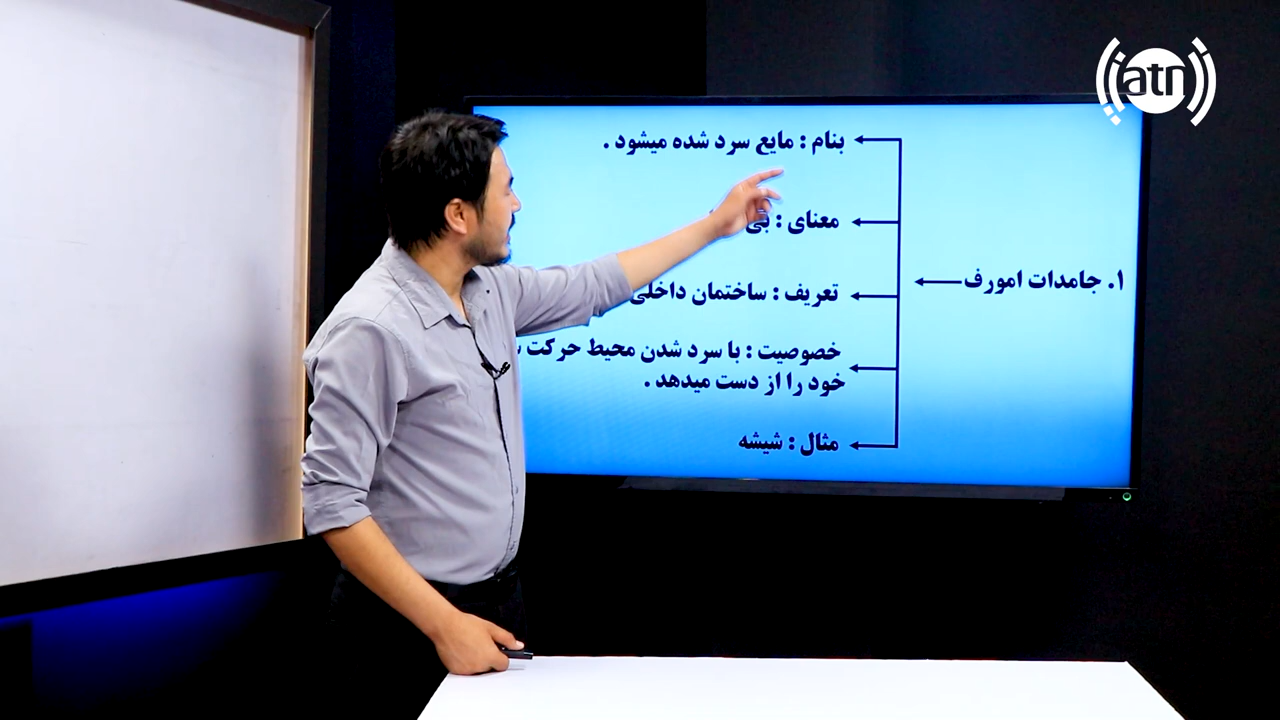 atn
بنام : مایع سرد شده میشود .
معنای : بی
۱. جامدات امورف
تعریف : ساختمان داخلی
خصوصیت : با سرد شدن محیط حرکت
خود را از دست میدهد .
مثال : شیشه